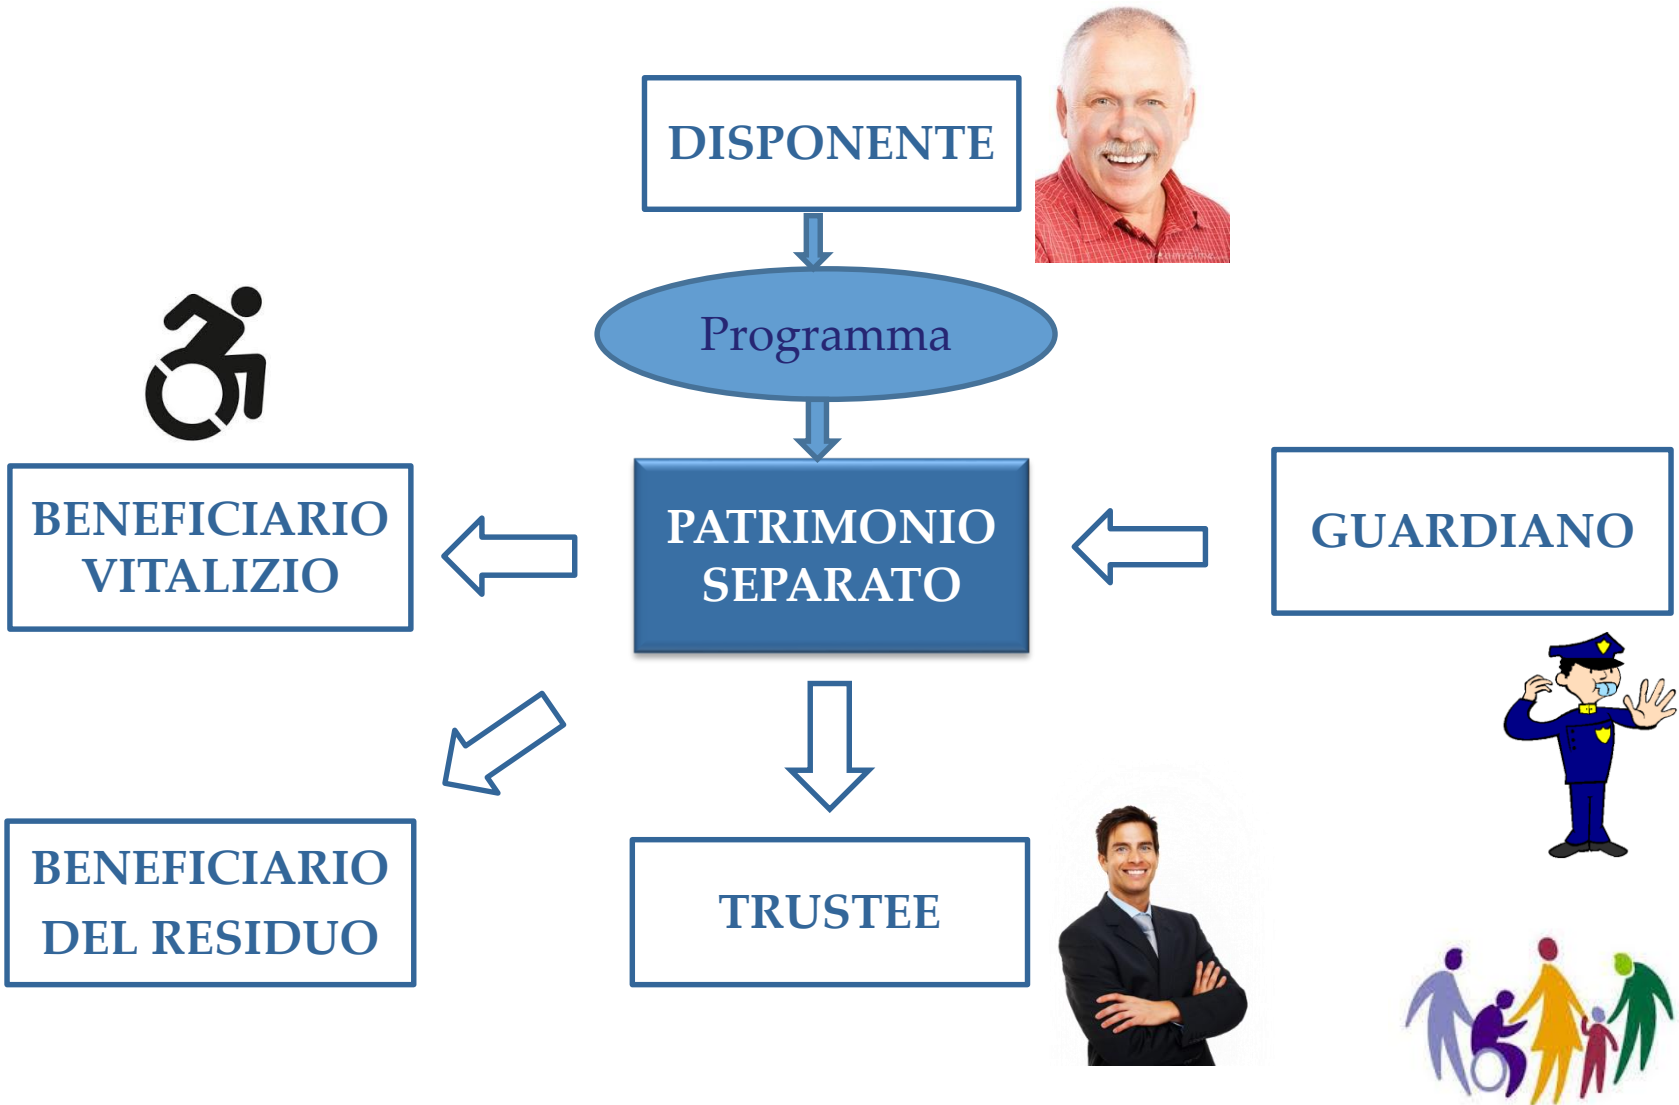 DISPONENTE
Programma
BENEFICIARIO
VITALIZIO
PATRIMONIO
SEPARATO
GUARDIANO
BENEFICIARIO
DEL RESIDUO
TRUSTEE